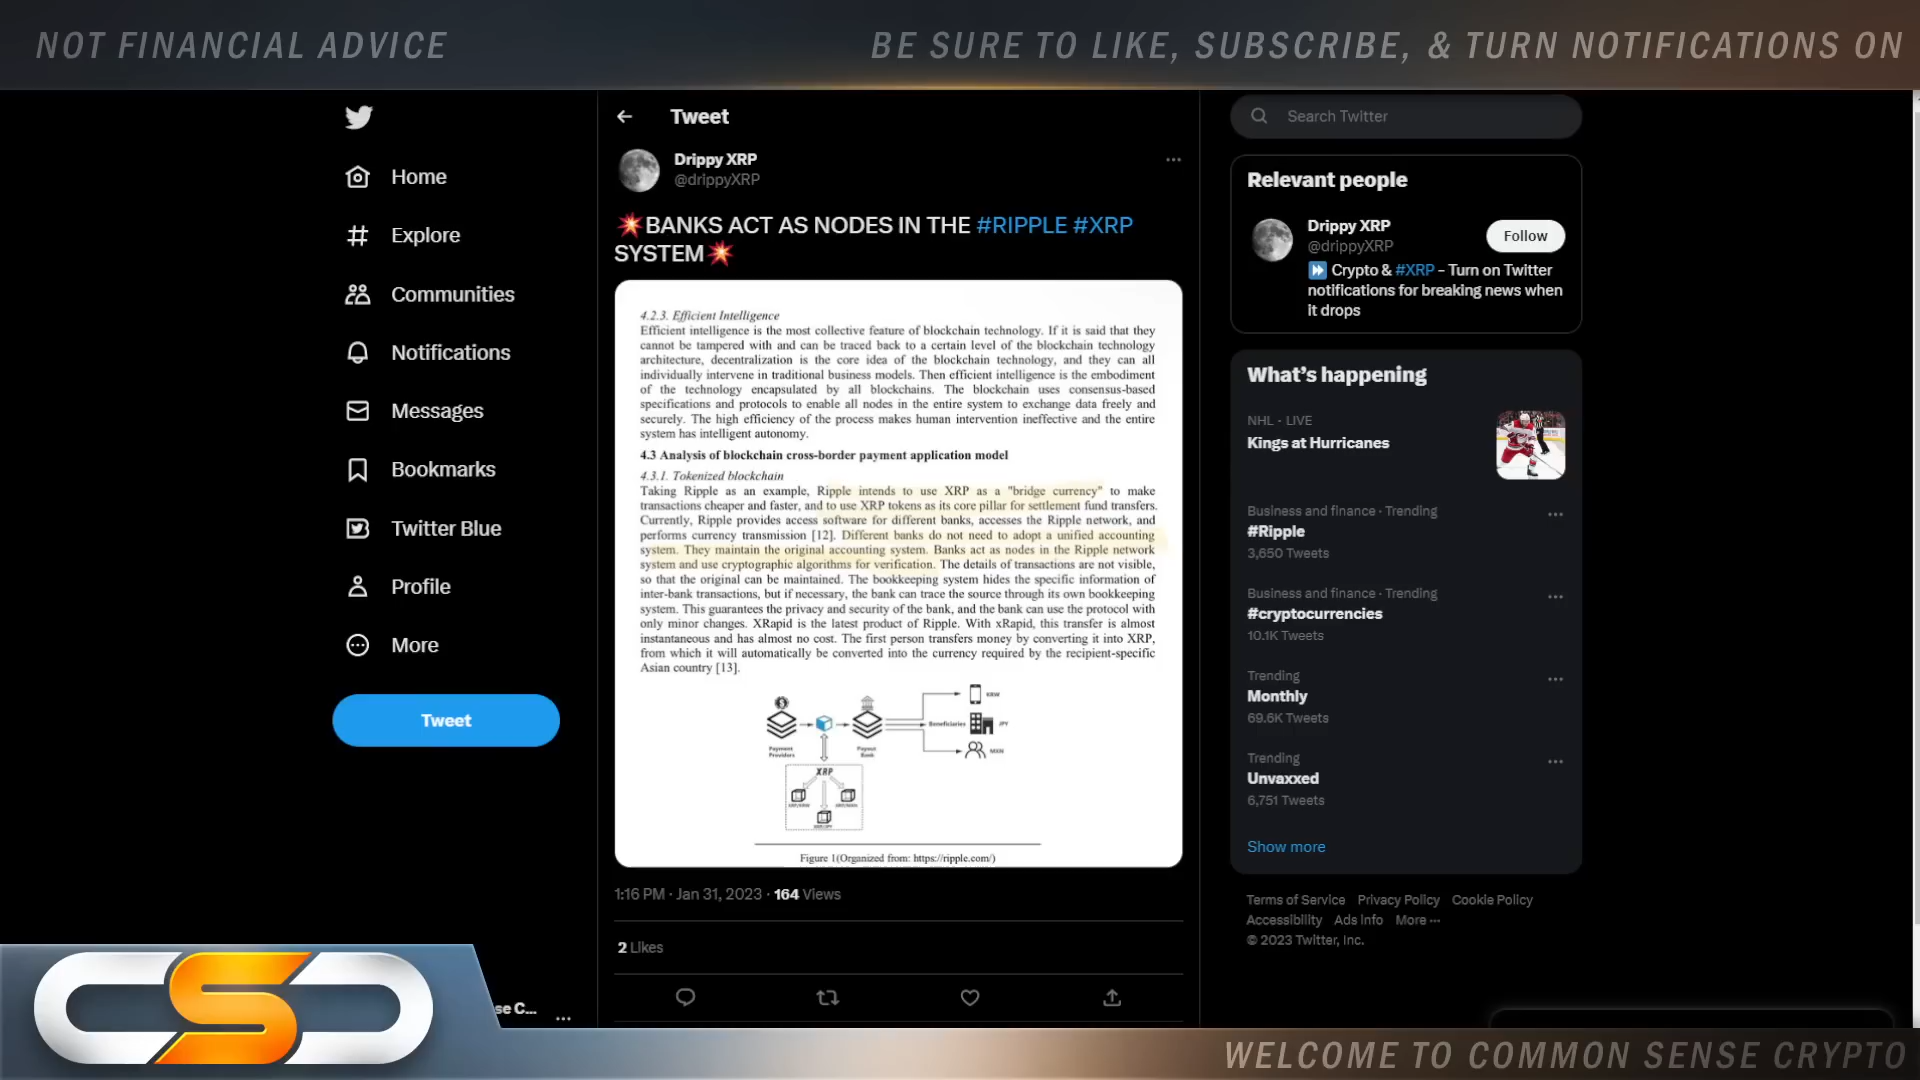 NOT FINANCIAL ADVICE
BE SURE TO LIKE, SUBSCRIBE, & TURN NOTIFICATIONS ON
Home
Explore
Communities
Notifications
Messages
Bookmarks
Twitter Blue
Profile
More
Tweet
se C...
Tweet
Drippy XRP
@drippyXRP
💥BANKS ACT AS NODES IN THE #RIPPLE #XRP
SYSTEM💥
4.2.3. Efficient Intelligence
Efficient intelligence is the most collective feature of blockchain technology. If it is said that they
cannot be tampered with and can be traced back to a certain level of the blockchain technology
architecture, decentralization is the core idea of the blockchain technology, and they can all
individually intervene in traditional business models. Then efficient intelligence is the embodiment
of the technology encapsulated by all blockchains. The blockchain uses consensus-based
specifications and protocols to enable all nodes in the entire system to exchange data freely and
securely. The high efficiency of the process makes human intervention ineffective and the entire
system has intelligent autonomy.
4.3 Analysis of blockchain cross-border payment application model
4.3.1. Tokenized blockchain
Taking Ripple as an example, Ripple intends to use XRP as a "bridge currency" to make
transactions cheaper and faster, and to use XRP tokens as its core pillar for settlement fund transfers.
Currently, Ripple provides access software for different banks, accesses the Ripple network, and
performs currency transmission [12]. Different banks do not need to adopt a unified accounting
system. They maintain the original accounting system. Banks act as nodes in the Ripple network
system and use cryptographic algorithms for verification. The details of transactions are not visible,
so that the original can be maintained. The bookkeeping system hides the specific information of
inter-bank transactions, but if necessary, the bank can trace the source through its own bookkeeping
system. This guarantees the privacy and security of the bank, and the bank can use the protocol with
only minor changes. XRapid is the latest product of Ripple. With xRapid, this transfer is almost
instantaneous and has almost no cost. The first person transfers money by converting it into XRP,
from which it will automatically be converted into the currency required by the recipient-specific
Asian country [13].
Payment
Providers
Payout
Bank
Beneficiaries
KRW
JPY
MXN
XRP
XRP/KRW
XRP/MXN
XRP/JPY
Figure 1(Organized from: https://ripple.com/)
1:16 PM · Jan 31, 2023 · 164 Views
2 Likes
Search Twitter
Relevant people
Drippy XRP
@drippyXRP
Follow
⏩ Crypto & #XRP - Turn on Twitter
notifications for breaking news when
it drops
What's happening
NHL · LIVE
Kings at Hurricanes
Business and finance · Trending
#Ripple
3,650 Tweets
Business and finance · Trending
#cryptocurrencies
10.1K Tweets
Trending
Monthly
69.6K Tweets
Trending
Unvaxxed
6,751 Tweets
Show more
Terms of Service Privacy Policy Cookie Policy
Accessibility Ads info More ···
© 2023 Twitter, Inc.
CSC
WELCOME TO COMMON SENSE CRYPTO